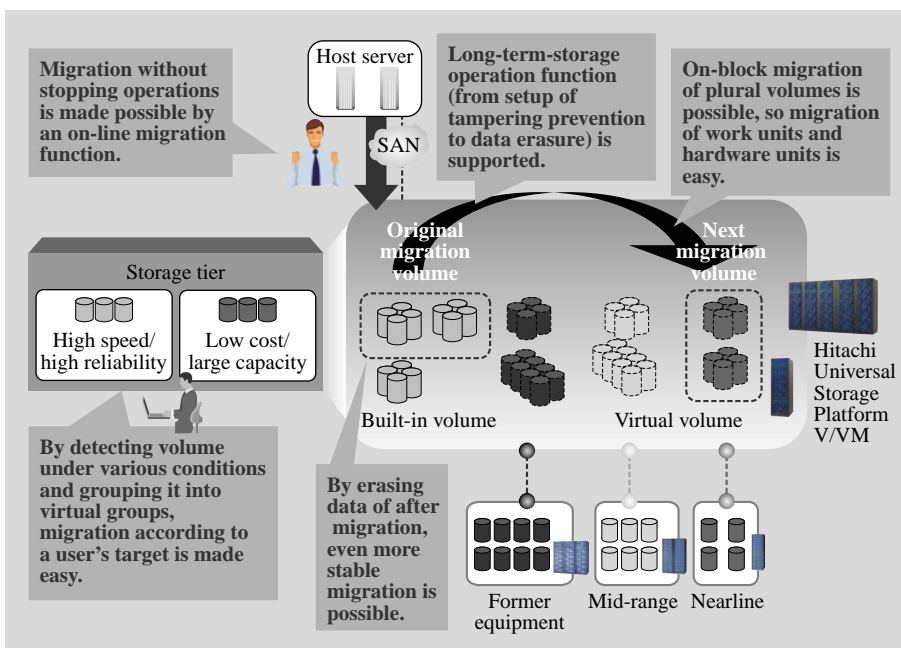 Host server
SAN
Migration without
stopping operations
is made possible by
an on-line migration
function.
Long-term-storage
operation function
(from setup of
tampering prevention
to data erasure) is
supported.
On-block migration
of plural volumes is
possible, so migration
of work units and
hardware units is
easy.
Original
migration
volume
Next
migration
volume
Storage tier
High speed/
high reliability
Low cost/
large capacity
Built-in volume
Virtual volume
Hitachi
Universal
Storage
Platform
V/VM
By detecting volume
under various conditions
and grouping it into
virtual groups,
migration according to
a user's target is made
easy.
By erasing
data of after
migration,
even more
stable
migration is
possible.
Former
equipment
Mid-range
Nearline